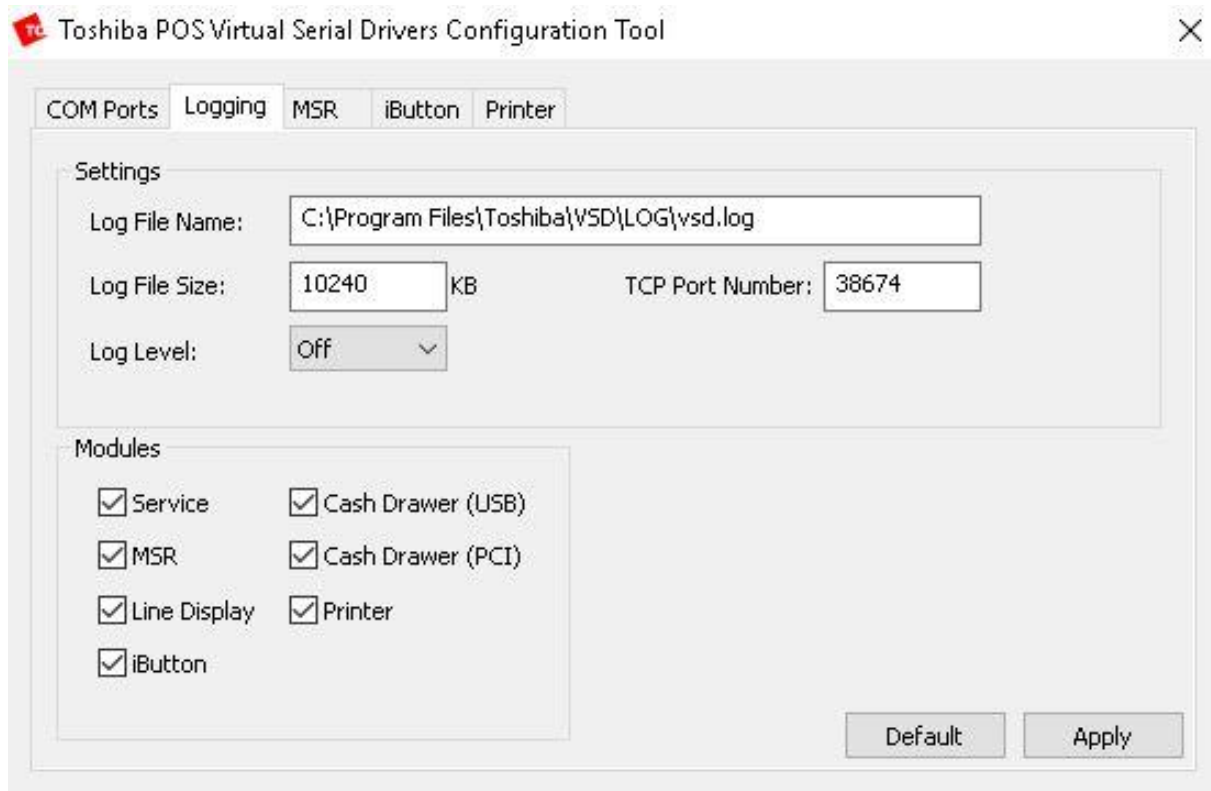 TG Toshiba POS Virtual Serial Drivers Configuration Tool
COM Ports Logging MSR iButton Printer
Settings
Log File Name: C:\Program Files\Toshiba\VSD\LOG\vsd.log
Log File Size: 10240 KB TCP Port Number: 38674
Log Level: Off
Modules
Service Cash Drawer (USB)
MSR Cash Drawer (PCI)
Line Display Printer
iButton
Default Apply